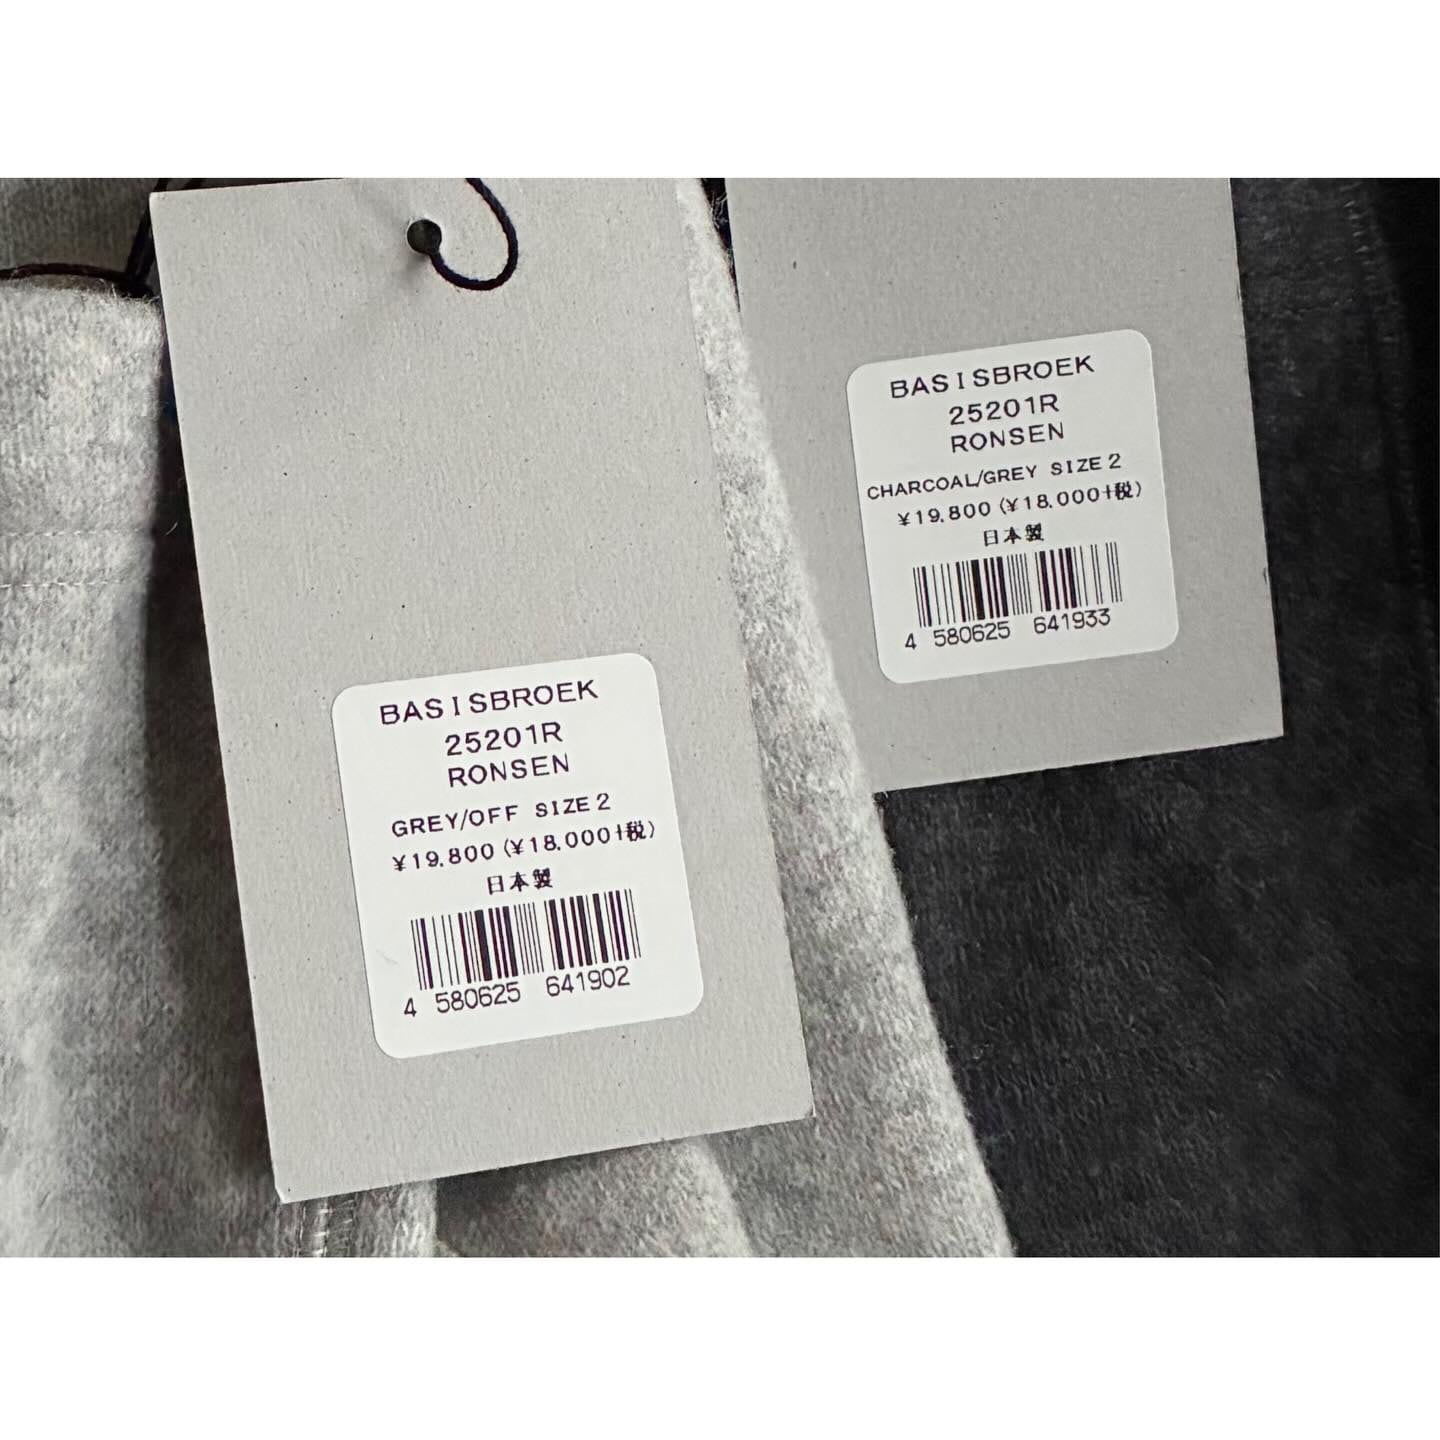 BASISBROEK
25201R
RONSEN
GREY/OFF SIZE 2
¥19,800 (¥18,000+税)
日本製
4 580625 641902
BASISBROEK
25201R
RONSEN
CHARCOAL/GREY SIZE 2
¥19,800 (¥18,000+税)
日本製
4 580625 641933